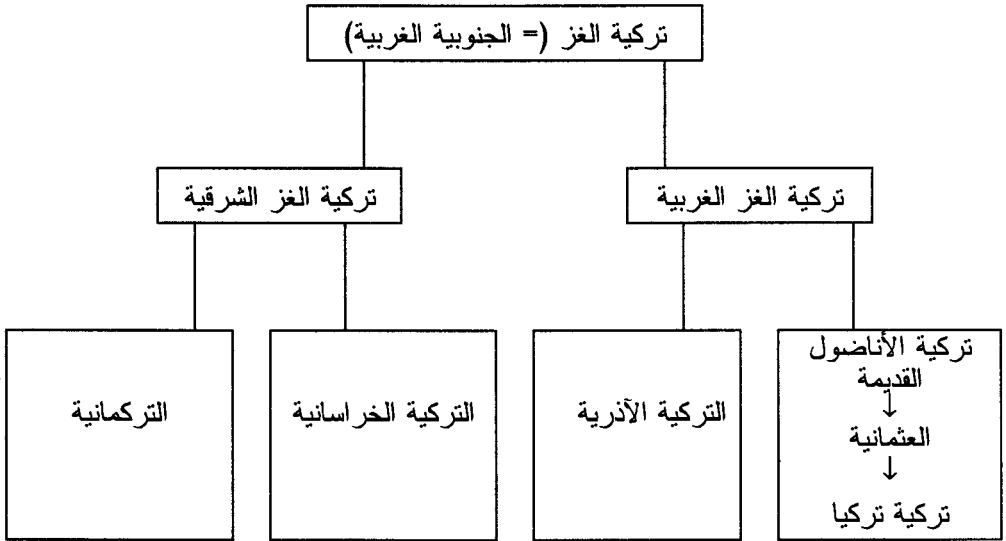 تركية الغز (= الجنوبية الغربية)
تركية الغز الغربية
تركية الغز الشرقية
تركية الأناضول
القديمة
↓
العثمانية
↓
تركية تركيا
التركية الآذرية
التركية الخراسانية
التركمانية